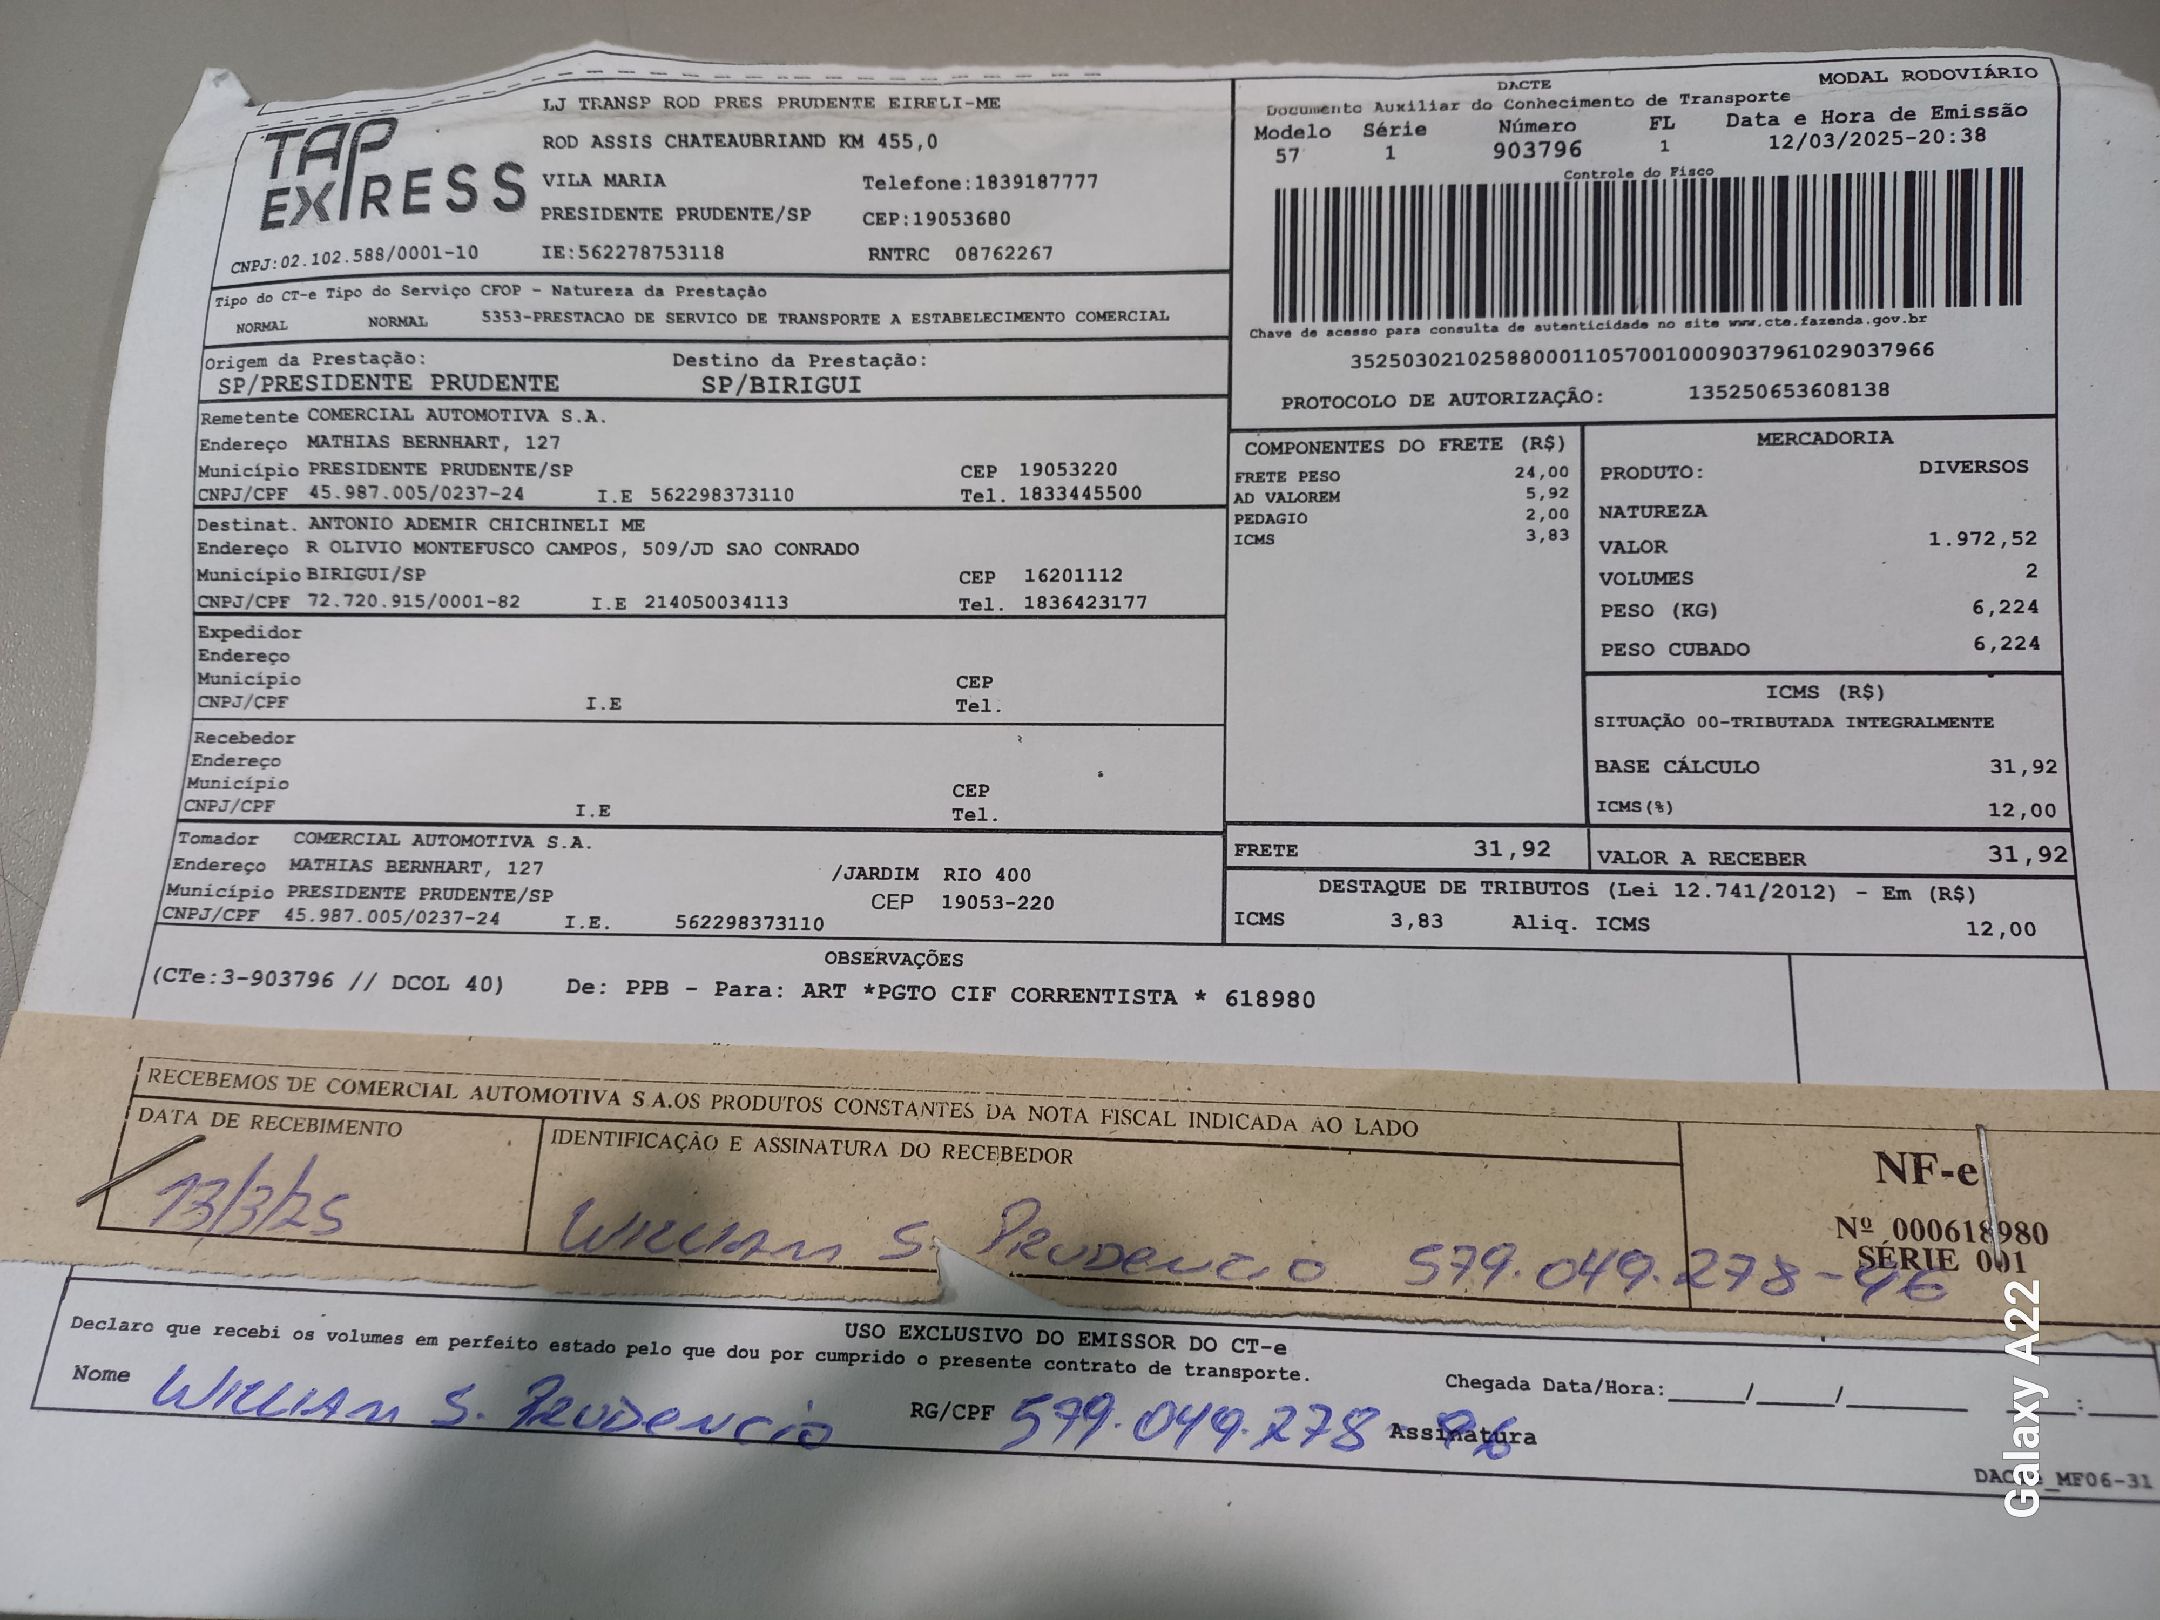 TAP EXPRESS
LJ TRANSP ROD PRES PRUDENTE EIRELI-ME
ROD ASSIS CHATEAUBRIAND KM 455,0
VILA MARIA Telefone:1839187777
PRESIDENTE PRUDENTE/SP CEP:19053680
CNPJ:02.102.588/0001-10 IE:562278753118 RNTRC 08762267
DACTE MODAL RODOVIÁRIO
Documento Auxiliar do Conhecimento de Transporte
Modelo Série Número FL Data e Hora de Emissão
57 1 903796 1 12/03/2025-20:38
Controle do Fisco
Chave de acesso para consulta de autenticidade no site www.cte.fazenda.gov.br
35250302102588000110570010009037961029037966
PROTOCOLO DE AUTORIZAÇÃO: 135250653608138
Tipo do CT-e Tipo do Serviço CFOP - Natureza da Prestação
NORMAL NORMAL 5353-PRESTACAO DE SERVICO DE TRANSPORTE A ESTABELECIMENTO COMERCIAL
Origem da Prestação: Destino da Prestação:
SP/PRESIDENTE PRUDENTE SP/BIRIGUI
Remetente COMERCIAL AUTOMOTIVA S.A.
Endereço MATHIAS BERNHART, 127
Município PRESIDENTE PRUDENTE/SP CEP 19053220
CNPJ/CPF 45.987.005/0237-24 I.E 562298373110 Tel. 1833445500
Destinat. ANTONIO ADEMIR CHICHINELI ME
Endereço R OLIVIO MONTEFUSCO CAMPOS, 509/JD SAO CONRADO
Município BIRIGUI/SP CEP 16201112
CNPJ/CPF 72.720.915/0001-82 I.E 214050034113 Tel. 1836423177
Expedidor
Endereço
Município CEP
CNPJ/CPF I.E Tel.
Recebedor
Endereço
Município CEP
CNPJ/CPF I.E Tel.
Tomador COMERCIAL AUTOMOTIVA S.A.
Endereço MATHIAS BERNHART, 127 /JARDIM RIO 400
Município PRESIDENTE PRUDENTE/SP CEP 19053-220
CNPJ/CPF 45.987.005/0237-24 I.E. 562298373110
COMPONENTES DO FRETE (R$)
FRETE PESO 24,00
AD VALOREM 5,92
PEDAGIO 2,00
ICMS 3,83
MERCADORIA
PRODUTO: DIVERSOS
NATUREZA
VALOR 1.972,52
VOLUMES 2
PESO (KG) 6,224
PESO CUBADO 6,224
ICMS (R$)
SITUAÇÃO 00-TRIBUTADA INTEGRALMENTE
BASE CÁLCULO 31,92
ICMS(%) 12,00
FRETE 31,92 VALOR A RECEBER 31,92
DESTAQUE DE TRIBUTOS (Lei 12.741/2012) - Em (R$)
ICMS 3,83 Aliq. ICMS 12,00
OBSERVAÇÕES
(CTe:3-903796 // DCOL 40) De: PPB - Para: ART *PGTO CIF CORRENTISTA * 618980
RECEBEMOS DE COMERCIAL AUTOMOTIVA S A.OS PRODUTOS CONSTANTES DA NOTA FISCAL INDICADA AO LADO
DATA DE RECEBIMENTO IDENTIFICAÇÃO E ASSINATURA DO RECEBEDOR
13/3/25 WILLIAM S. PRUDENCIO 579.049.278-96
NF-e
Nº 000618980
SÉRIE 001
USO EXCLUSIVO DO EMISSOR DO CT-e
Declaro que recebi os volumes em perfeito estado pelo que dou por cumprido o presente contrato de transporte.
Nome WILLIAM S. PRUDENCIO RG/CPF 579.049.278-96 Assinatura
Chegada Data/Hora:____/____/______ ____:____
MF06-31
Galaxy A22